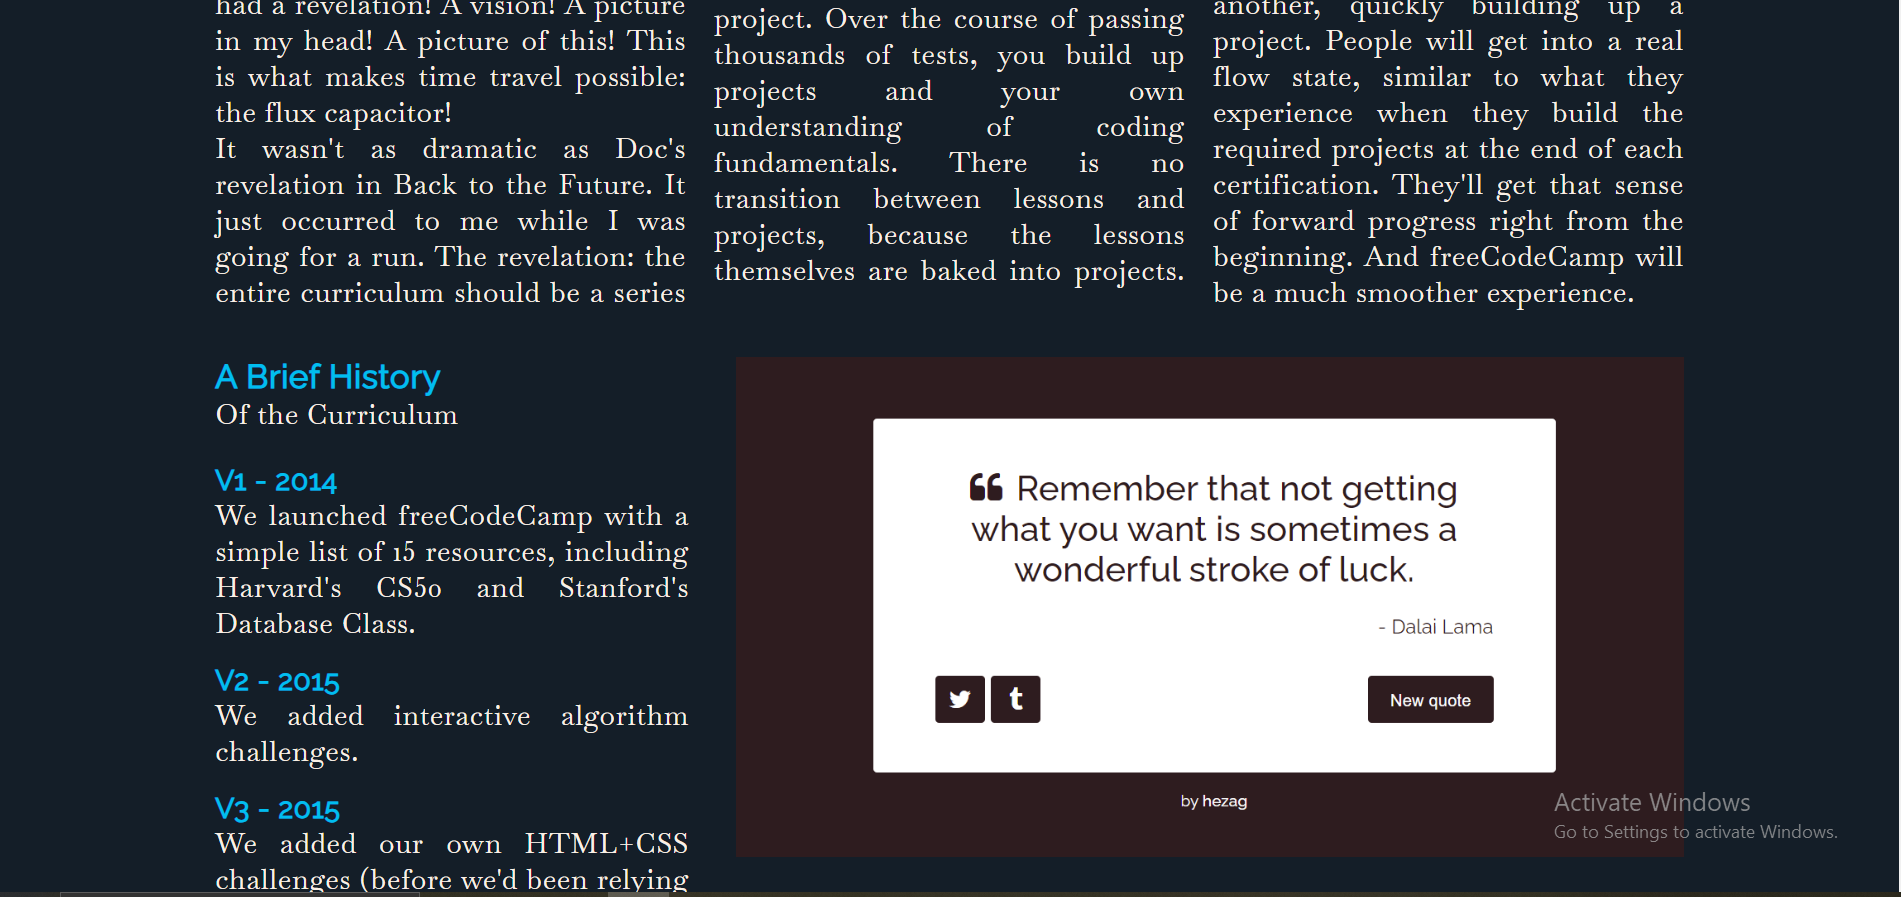 had a revelation! A vision! A picture
in my head! A picture of this! This
is what makes time travel possible:
the flux capacitor!
It wasn't as dramatic as Doc's
revelation in Back to the Future. It
just occurred to me while I was
going for a run. The revelation: the
entire curriculum should be a series
project. Over the course of passing
thousands of tests, you build up
projects and your own
understanding of coding
fundamentals. There is no
transition between lessons and
projects, because the lessons
themselves are baked into projects.
another, quickly building up a
project. People will get into a real
flow state, similar to what they
experience when they build the
required projects at the end of each
certification. They'll get that sense
of forward progress right from the
beginning. And freeCodeCamp will
be a much smoother experience.
A Brief History
Of the Curriculum
V1 - 2014
We launched freeCodeCamp with a
simple list of 15 resources, including
Harvard's CS50 and Stanford's
Database Class.
V2 - 2015
We added interactive algorithm
challenges.
V3 - 2015
We added our own HTML+CSS
challenges (before we'd been relying
Remember that not getting
what you want is sometimes a
wonderful stroke of luck.
- Dalai Lama
New quote
by hezag
Activate Windows
Go to Settings to activate Windows.